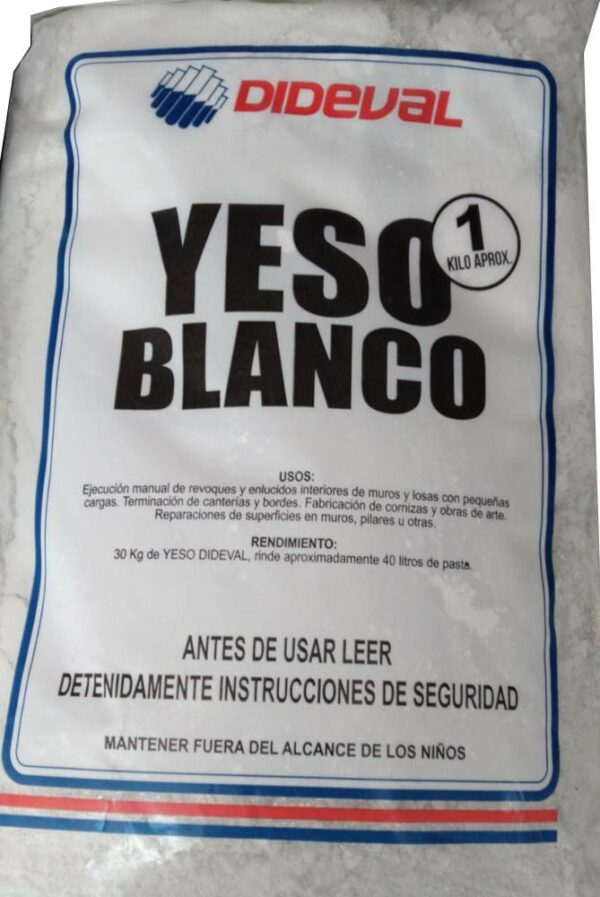 DIDEVAL
YESO
1
KILO APROX.
BLANCO
USOS:
Ejecución manual de revoques y enlucidos interiores de muros y losas con pequeñas
cargas. Terminación de canterías y bordes. Fabricación de cornizas y obras de arte.
Reparaciones de superficies en muros, pilares u otras.
RENDIMIENTO:
30 Kg de YESO DIDEVAL, rinde aproximadamente 40 litros de pasta.
ANTES DE USAR LEER
DETENIDAMENTE INSTRUCCIONES DE SEGURIDAD
MANTENER FUERA DEL ALCANCE DE LOS NIÑOS